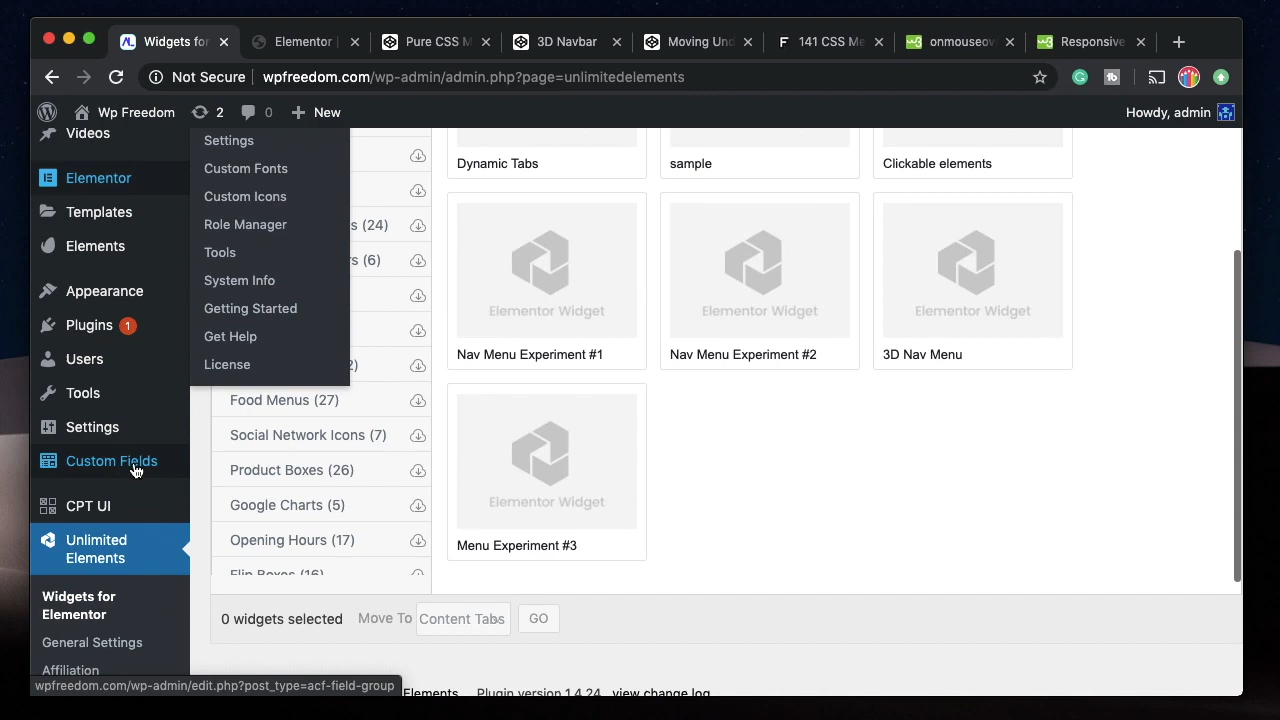 Widgets for
Elementor |
Pure CSS M
3D Navbar
Moving Und
141 CSS Me
onmouseov
Responsive
Not Secure
wpfreedom.com/wp-admin/admin.php?page=unlimitedelements
Wp Freedom
2
0
New
Howdy, admin
Videos
Elementor
Templates
Elements
Appearance
Plugins 1
Users
Tools
Settings
Custom Fields
CPT UI
Unlimited
Elements
Widgets for
Elementor
General Settings
Affiliation
Settings
Custom Fonts
Custom Icons
Role Manager
Tools
System Info
Getting Started
Get Help
License
s (24)
s (6)
2)
Food Menus (27)
Social Network Icons (7)
Product Boxes (26)
Google Charts (5)
Opening Hours (17)
Flip Boxes (16)
Dynamic Tabs
sample
Clickable elements
Elementor Widget
Nav Menu Experiment #1
Elementor Widget
Nav Menu Experiment #2
Elementor Widget
3D Nav Menu
Elementor Widget
Menu Experiment #3
0 widgets selected
Move To
Content Tabs
GO
Elements
Plugin version 1.4.24
view change log
wpfreedom.com/wp-admin/edit.php?post_type=acf-field-group